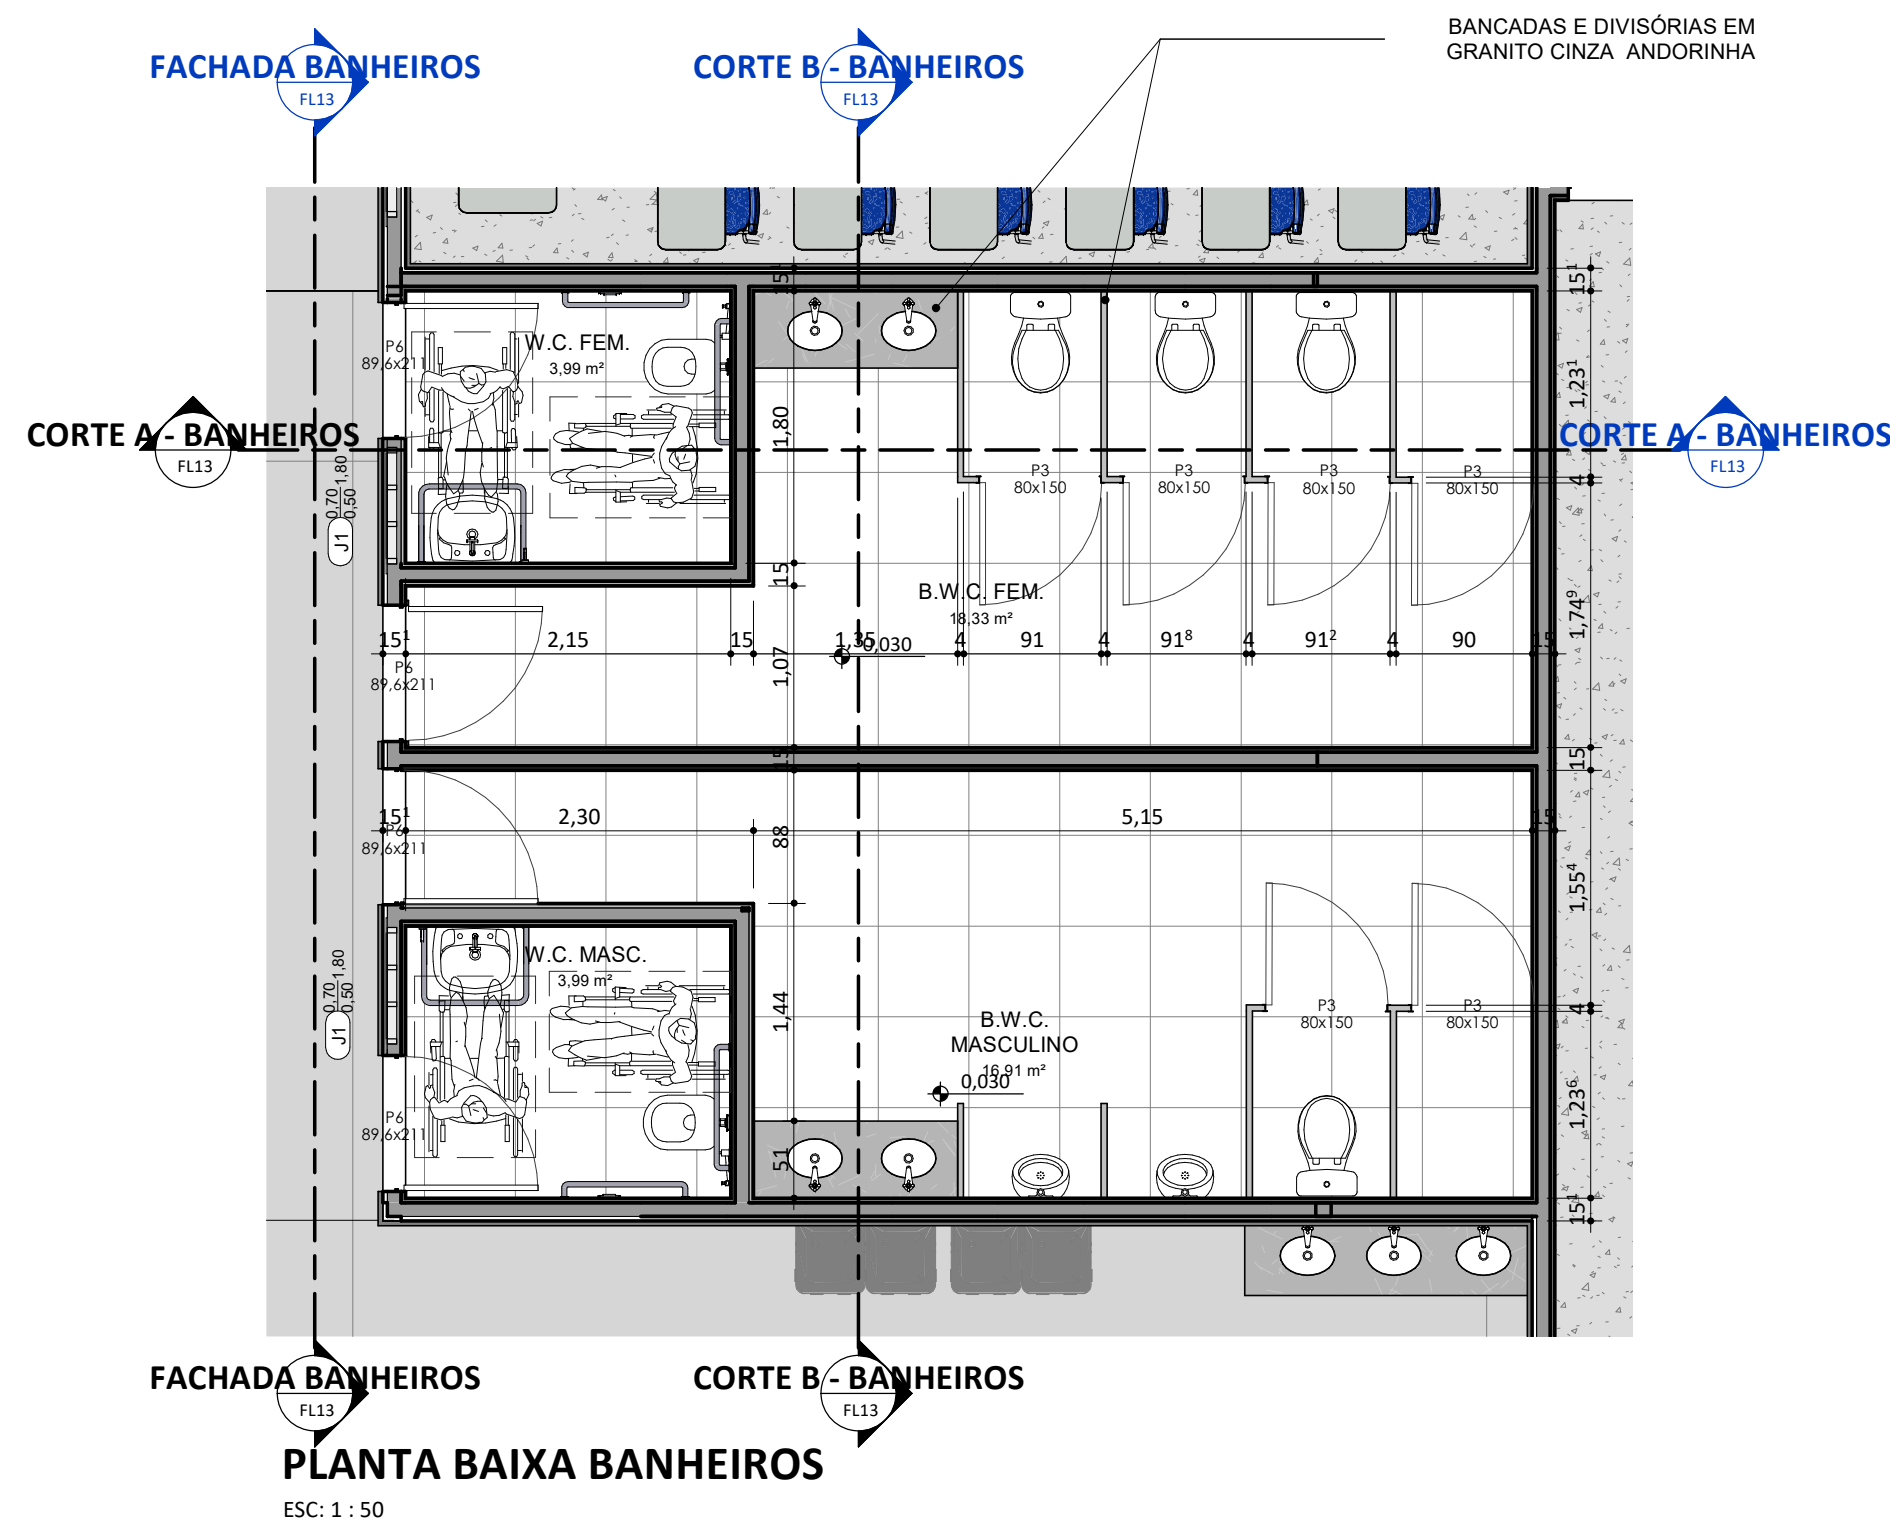 BANCADAS E DIVISÓRIAS EM
GRANITO CINZA ANDORINHA
FACHADA BANHEIROS
FL13
CORTE B - BANHEIROS
FL13
15¹
15¹
W.C. FEM.
3,99 m²
P6
89,6x211
1,23¹
1,80
CORTE A - BANHEIROS
FL13
CORTE A - BANHEIROS
FL13
P3
80x150
P3
80x150
P3
80x150
P3
80x150
4
0,70
0,50
1,80
J1
15
B.W.C. FEM.
18,33 m²
1,74⁹
15¹
2,15
15
1,35
0,030
4
91
4
91⁸
4
91²
4
90
15
1,07
P6
89,6x211
15
15
15¹
2,30
5,15
15
P6
89,6x211
88
1,55⁴
W.C. MASC.
3,99 m²
0,70
0,50
1,80
J1
1,44
P3
80x150
P3
80x150
4
B.W.C.
MASCULINO
16,91 m²
0,030
P6
89,6x211
1,23⁶
51
15¹
FACHADA BANHEIROS
FL13
CORTE B - BANHEIROS
FL13
PLANTA BAIXA BANHEIROS
ESC: 1 : 50